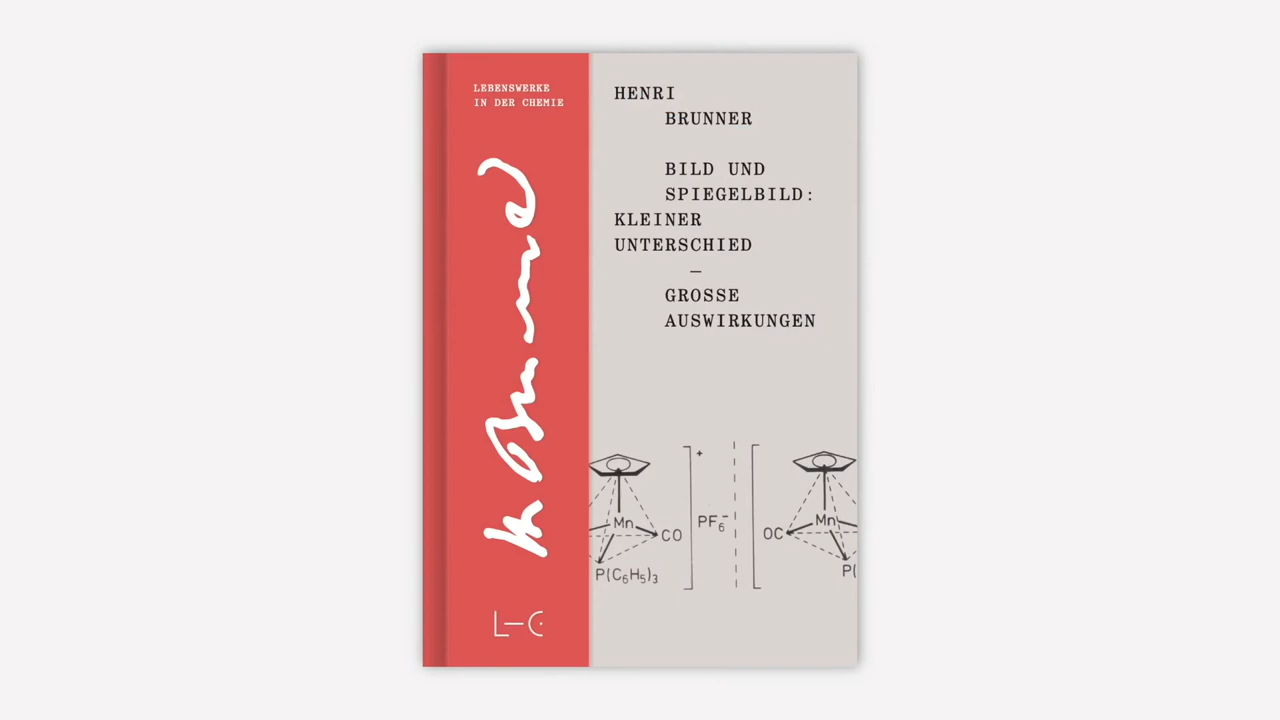 LEBENSWERKE
IN DER CHEMIE
H Brunner
L-C
HENRI
BRUNNER
BILD UND
SPIEGELBILD:
KLEINER
UNTERSCHIED
—
GROSSE
AUSWIRKUNGEN
+
Mn
CO
PF₆⁻
P(C₆H₅)₃
OC
Mn
P(